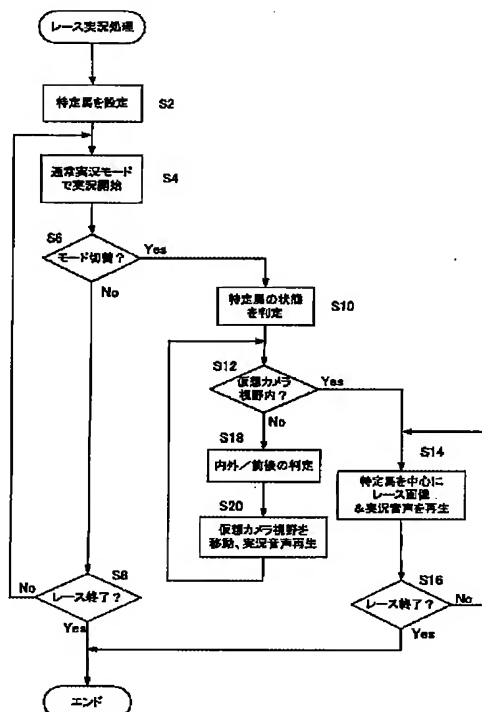 レース実況処理
特定馬を設定
S2
通常実況モード
で実況開始
S4
S6
モード切替？
Yes
No
特定馬の状態
を判定
S10
S12
仮想カメラ
視野内？
Yes
No
S18
内外／前後の判定
S14
特定馬を中心に
レース画像
&実況音声を再生
S20
仮想カメラ視野を
移動、実況音声再生
S8
レース終了？
No
Yes
S16
レース終了？
No
Yes
エンド